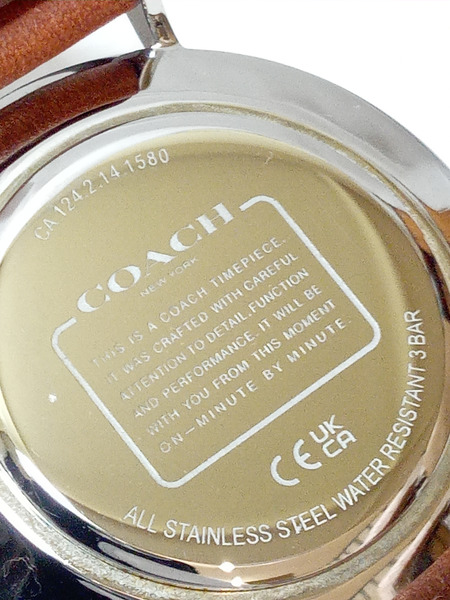 CA 124.2.14.1580
COACH
NEW YORK
THIS IS A COACH TIMEPIECE.
IT WAS CRAFTED WITH CAREFUL
ATTENTION TO DETAIL, FUNCTION
AND PERFORMANCE. IT WILL BE
WITH YOU FROM THIS MOMENT
ON—MINUTE BY MINUTE.
CE UK
CA
ALL STAINLESS STEEL WATER RESISTANT 3 BAR